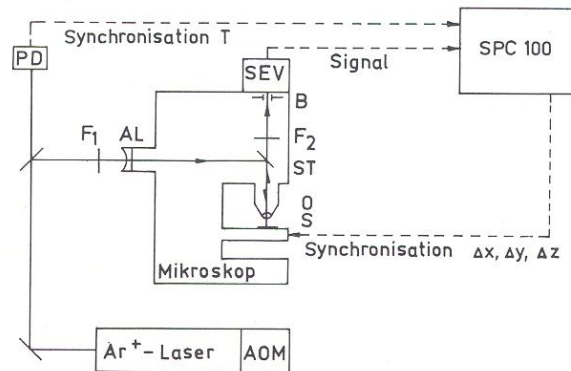 Synchronisation T
PD
SEV
Signal
SPC 100
B
F₁
AL
F₂
ST
O
S
Synchronisation Δx, Δy, Δz
Mikroskop
Ar⁺-Laser
AOM